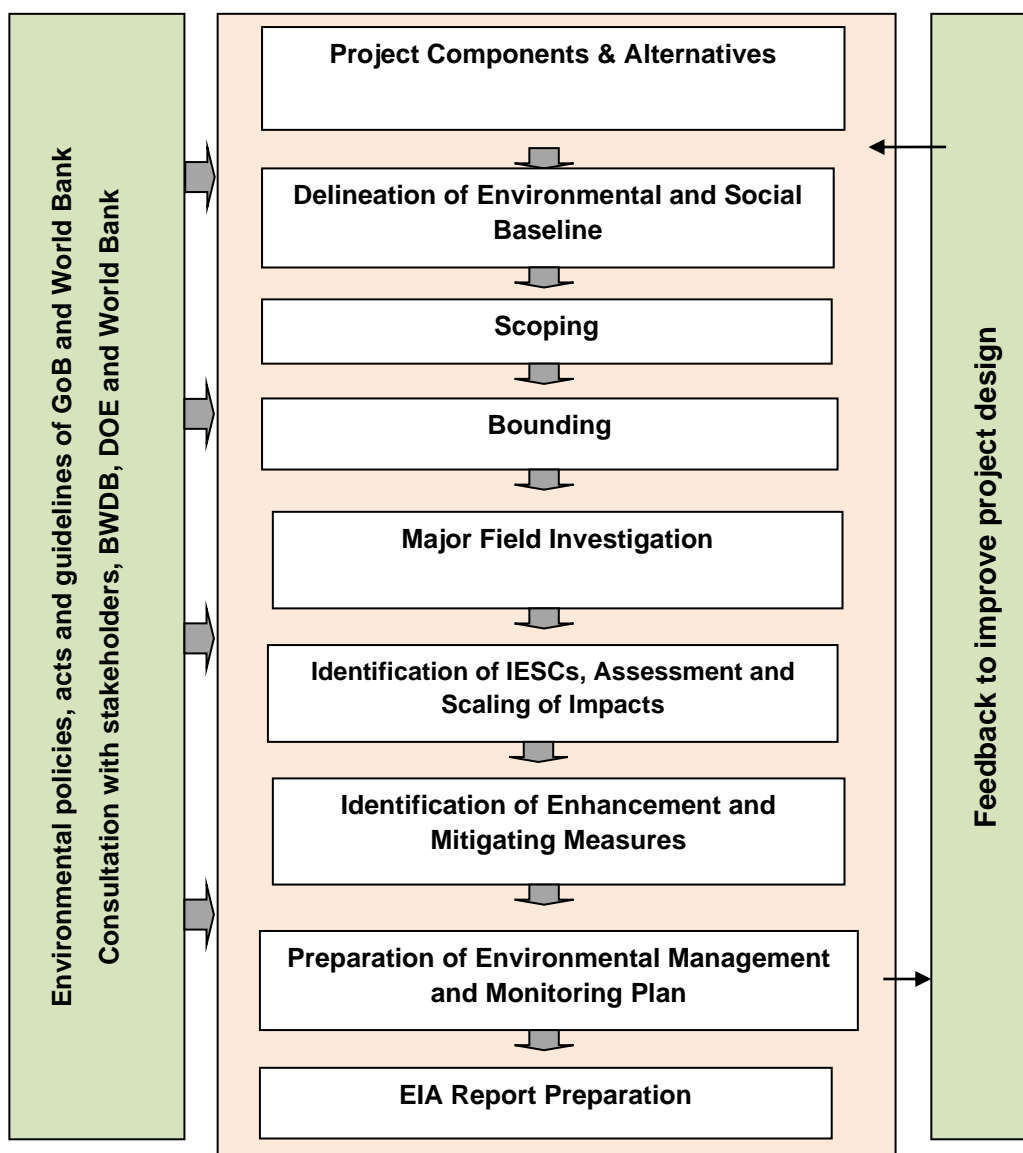 Environmental policies, acts and guidelines of GoB and World Bank
Consultation with stakeholders, BWDB, DOE and World Bank
Project Components & Alternatives
Delineation of Environmental and Social
Baseline
Scoping
Bounding
Major Field Investigation
Identification of IESCs, Assessment and
Scaling of Impacts
Identification of Enhancement and
Mitigating Measures
Preparation of Environmental Management
and Monitoring Plan
EIA Report Preparation
Feedback to improve project design